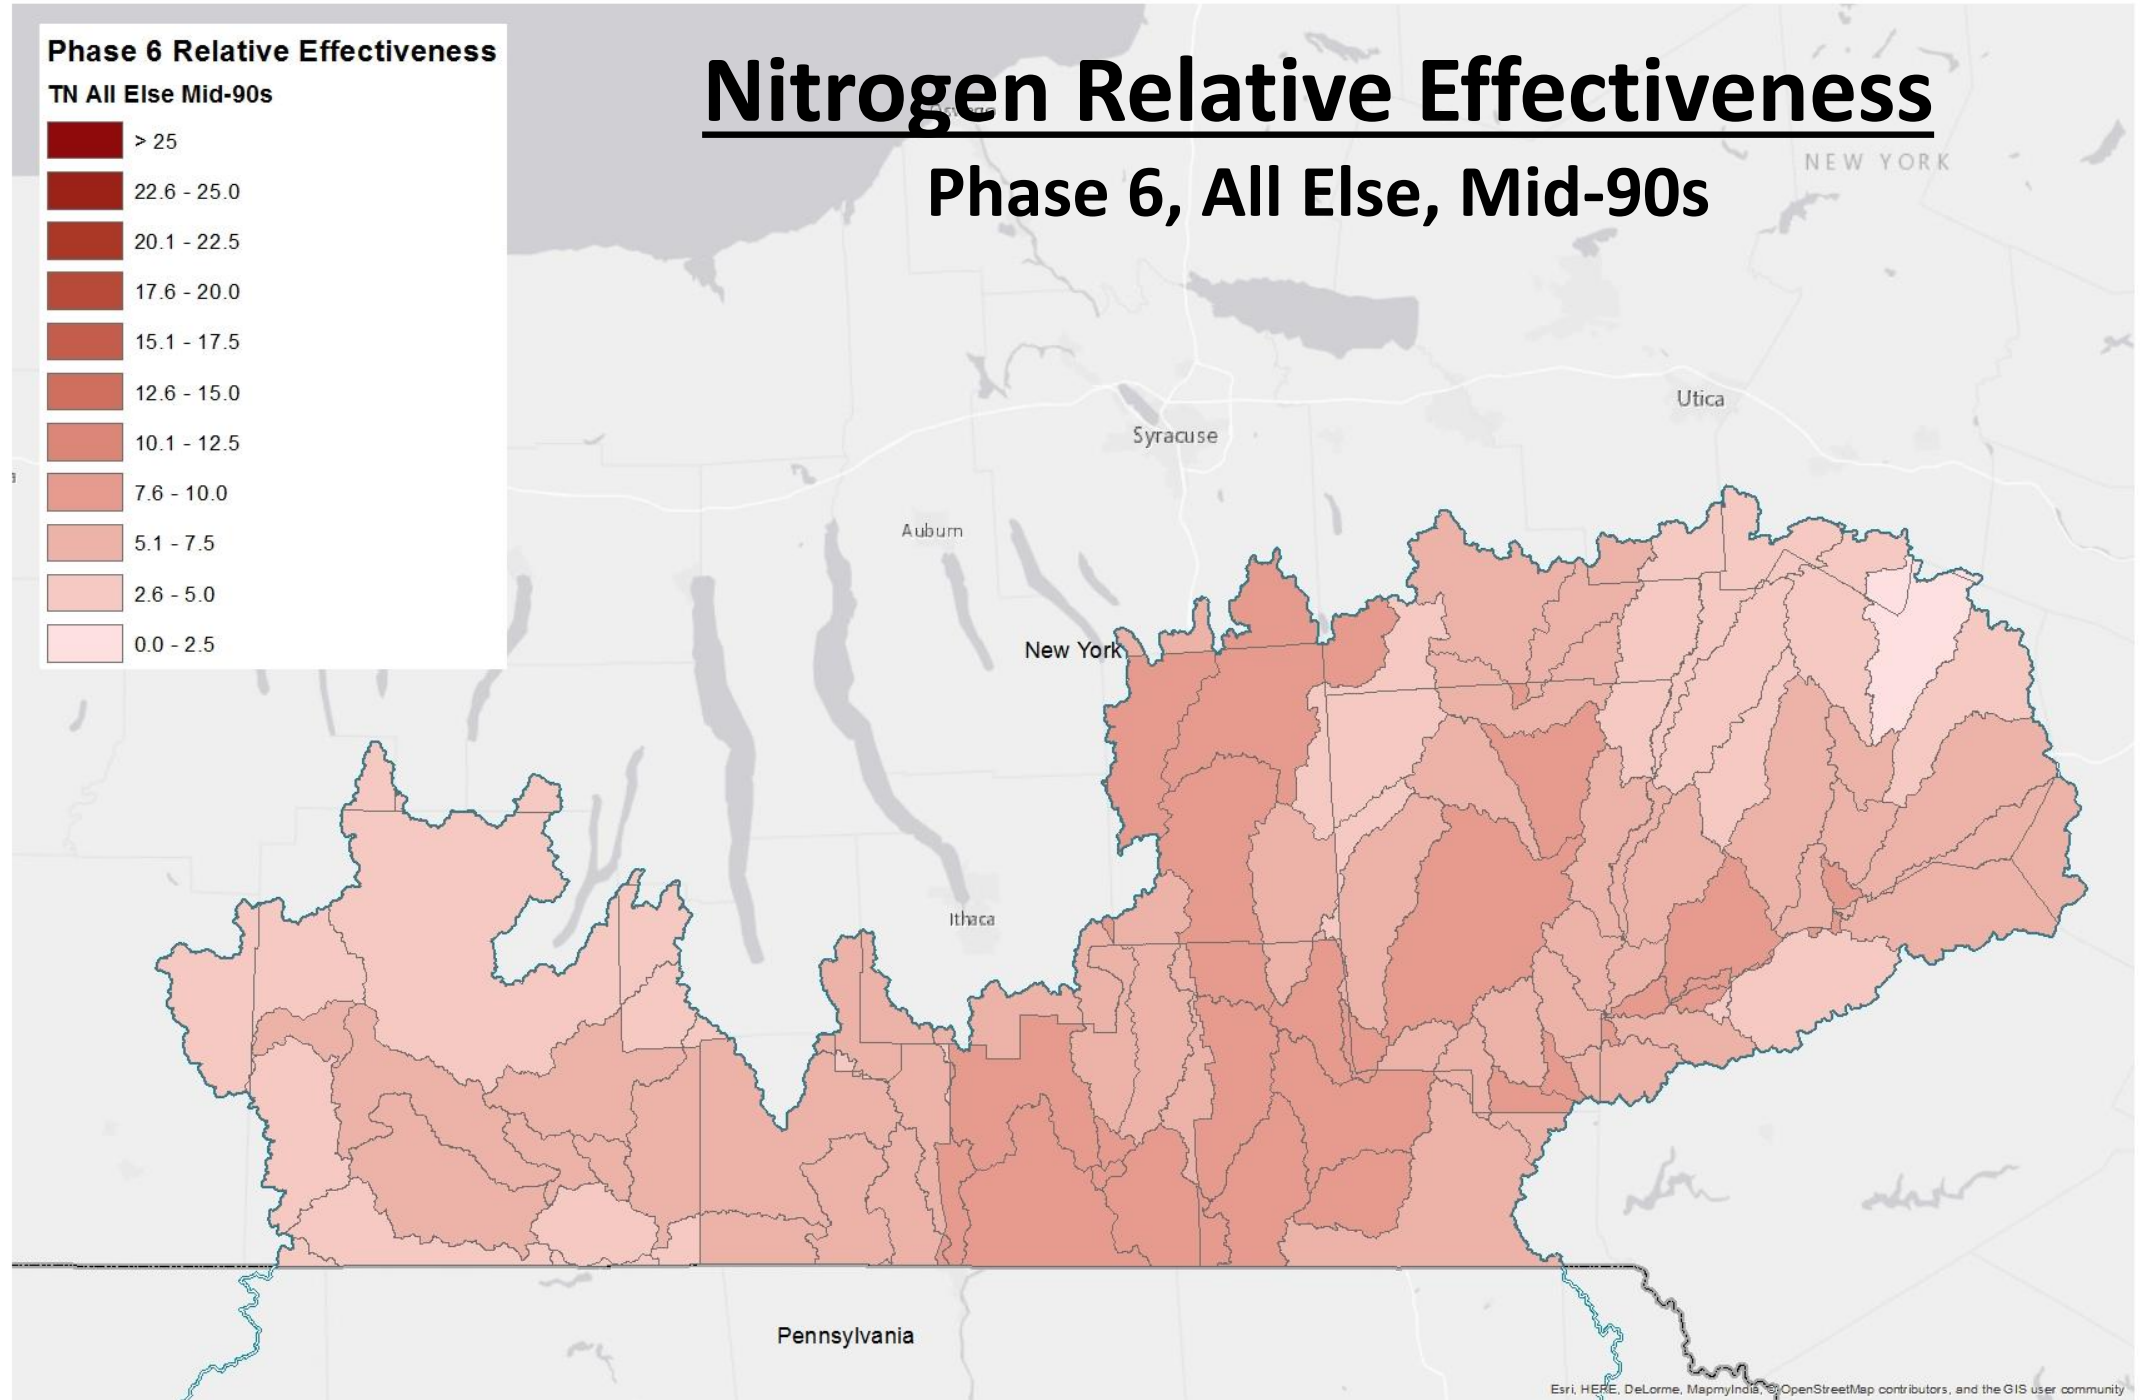 Phase 6 Relative Effectiveness
TN All Else Mid-90s
> 25
22.6 - 25.0
20.1 - 22.5
17.6 - 20.0
15.1 - 17.5
12.6 - 15.0
10.1 - 12.5
7.6 - 10.0
5.1 - 7.5
2.6 - 5.0
0.0 - 2.5
Nitrogen Relative Effectiveness
Phase 6, All Else, Mid-90s
Oswego
NEW YORK
Utica
Syracuse
Auburn
New York
Ithaca
Pennsylvania
Esri, HERE, DeLorme, MapmyIndia, © OpenStreetMap contributors, and the GIS user community